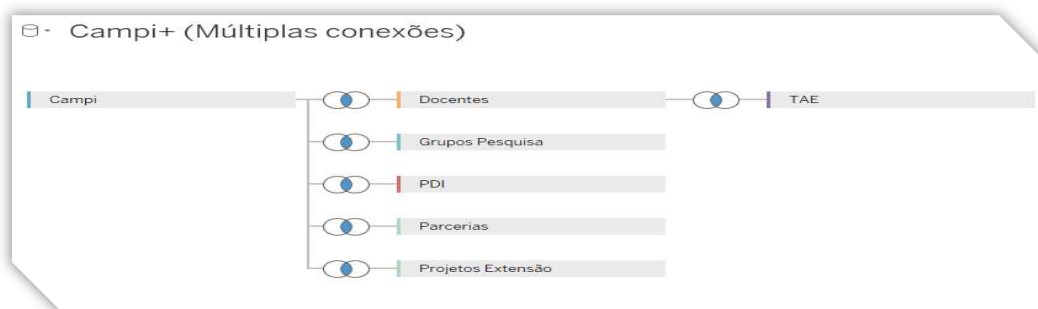 Campi+ (Múltiplas conexões)
Campi
Docentes
TAE
Grupos Pesquisa
PDI
Parcerias
Projetos Extensão